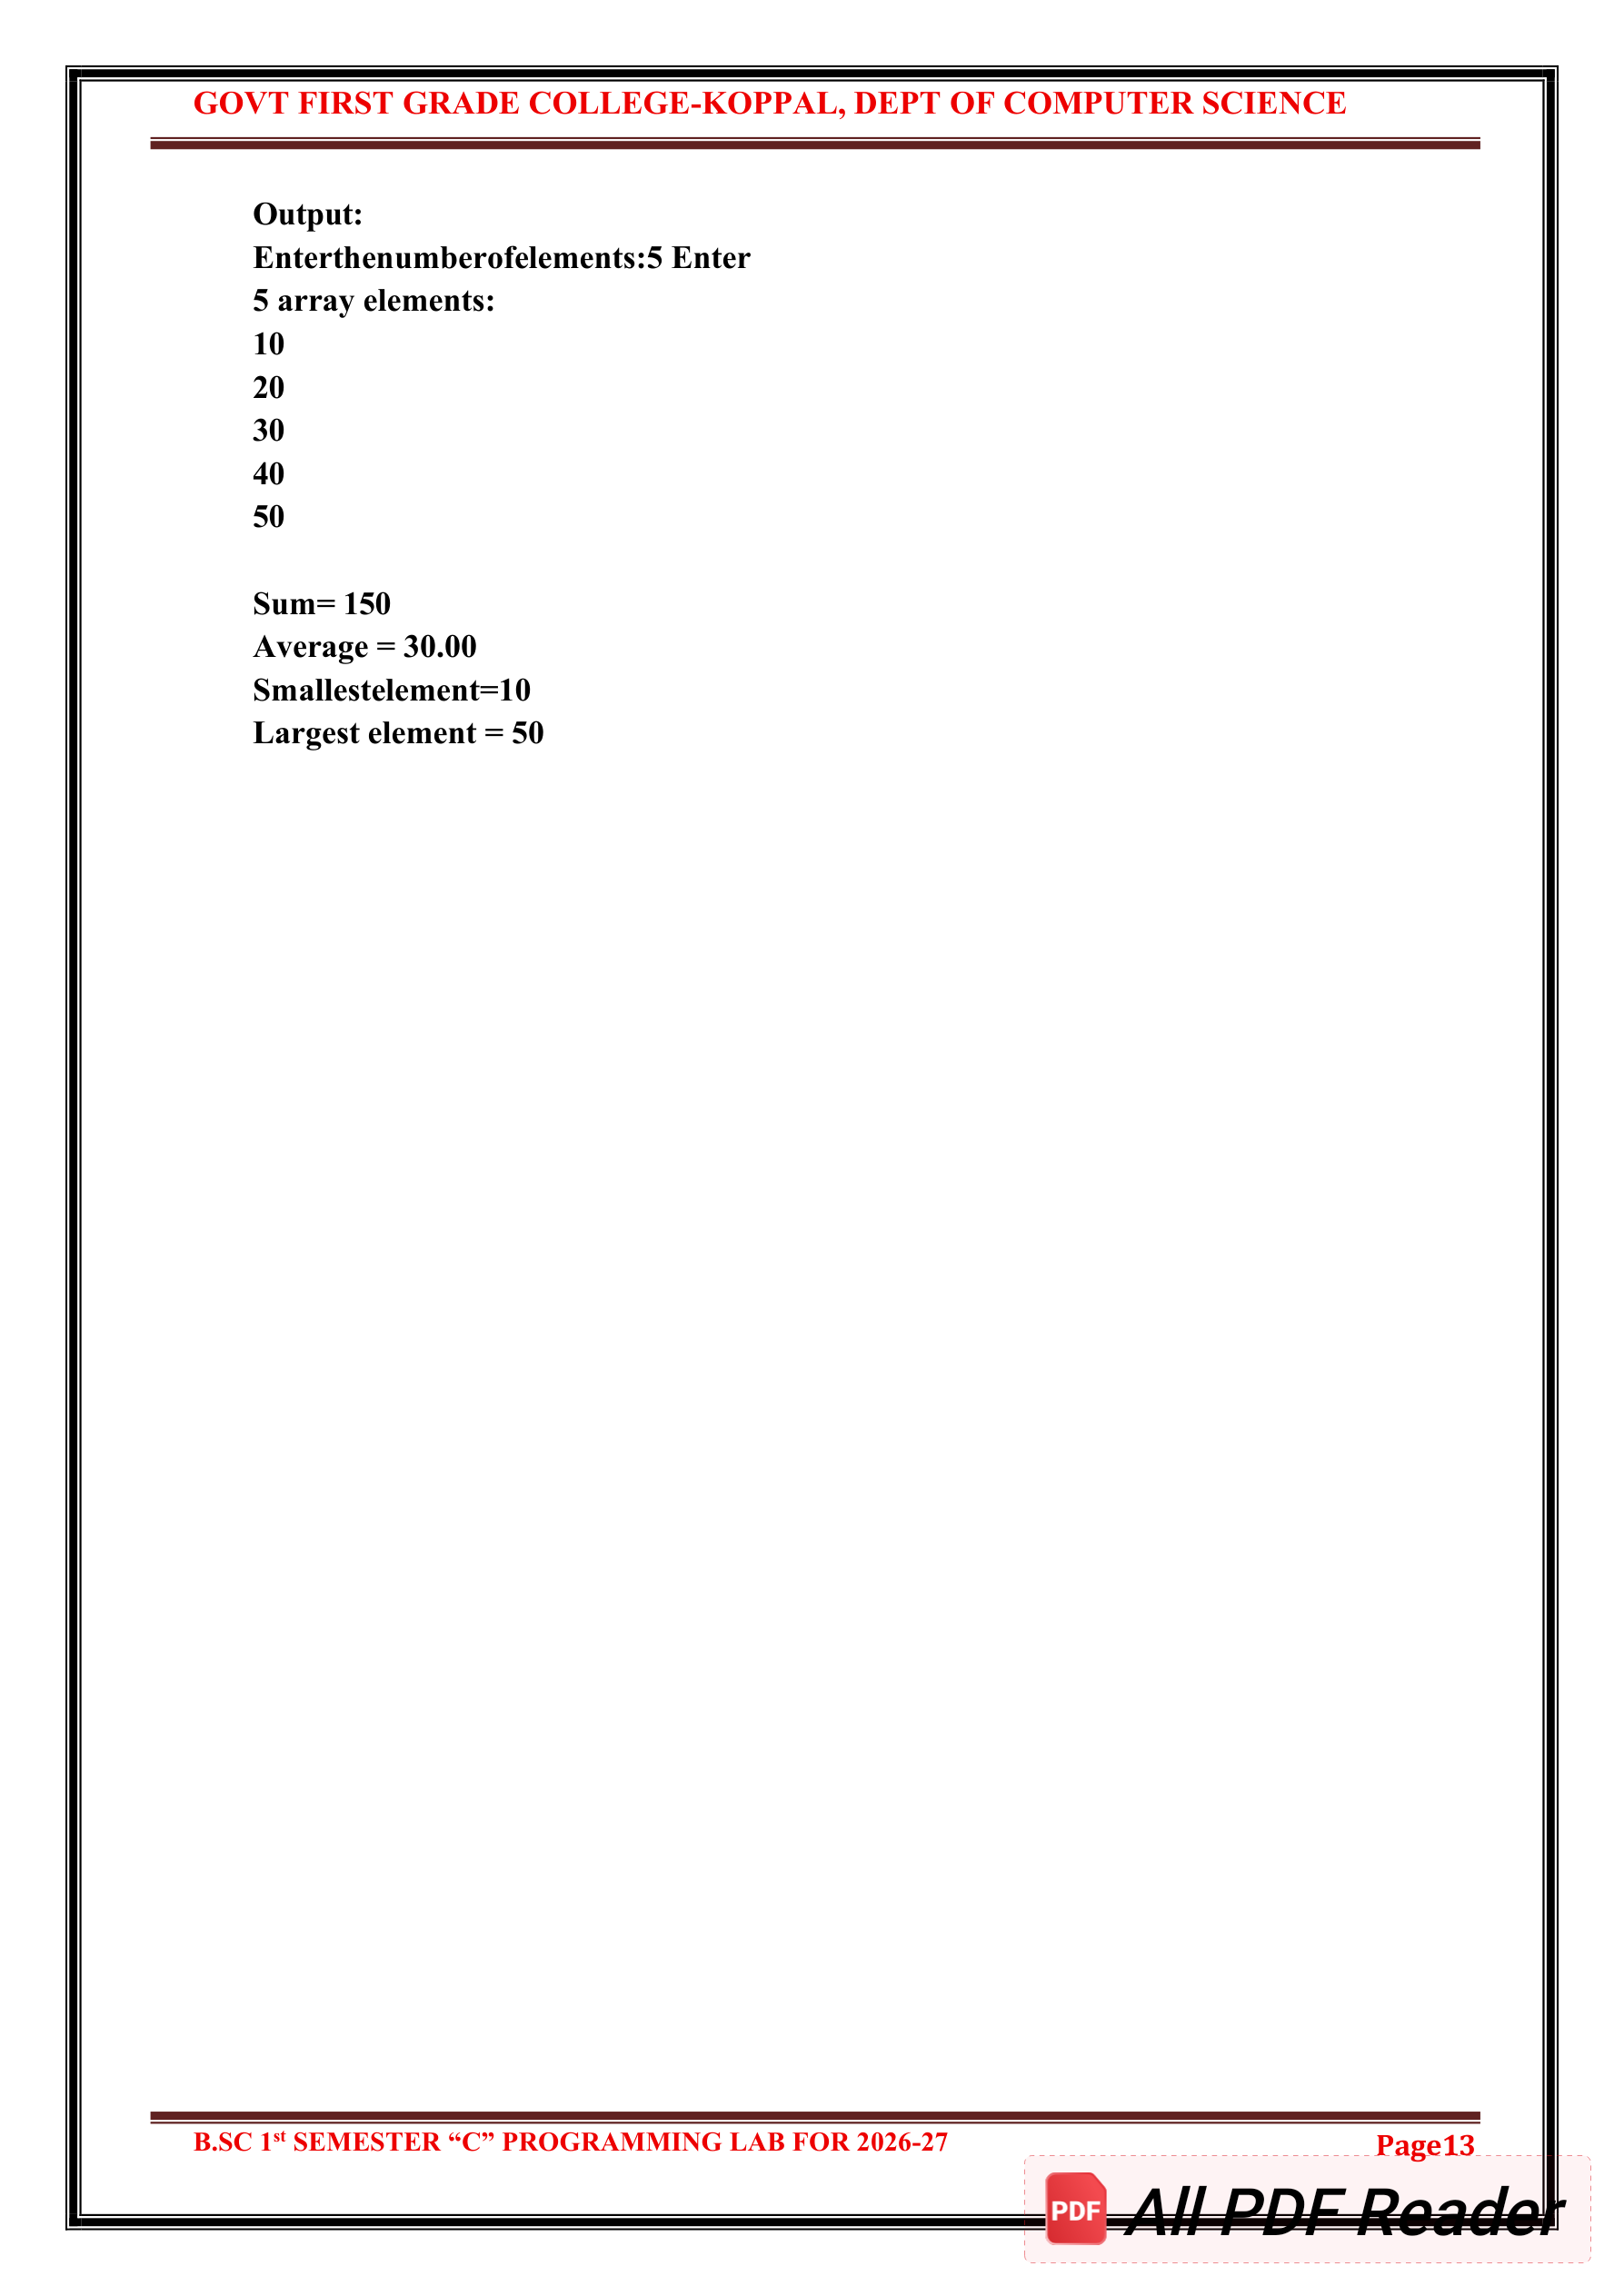 GOVT FIRST GRADE COLLEGE-KOPPAL, DEPT OF COMPUTER SCIENCE
Output:
Enterthenumberofelements:5 Enter
5 array elements:
10
20
30
40
50
Sum= 150
Average = 30.00
Smallestelement=10
Largest element = 50
B.SC 1st SEMESTER “C” PROGRAMMING LAB FOR 2026-27
Page13
PDF All PDF Reader